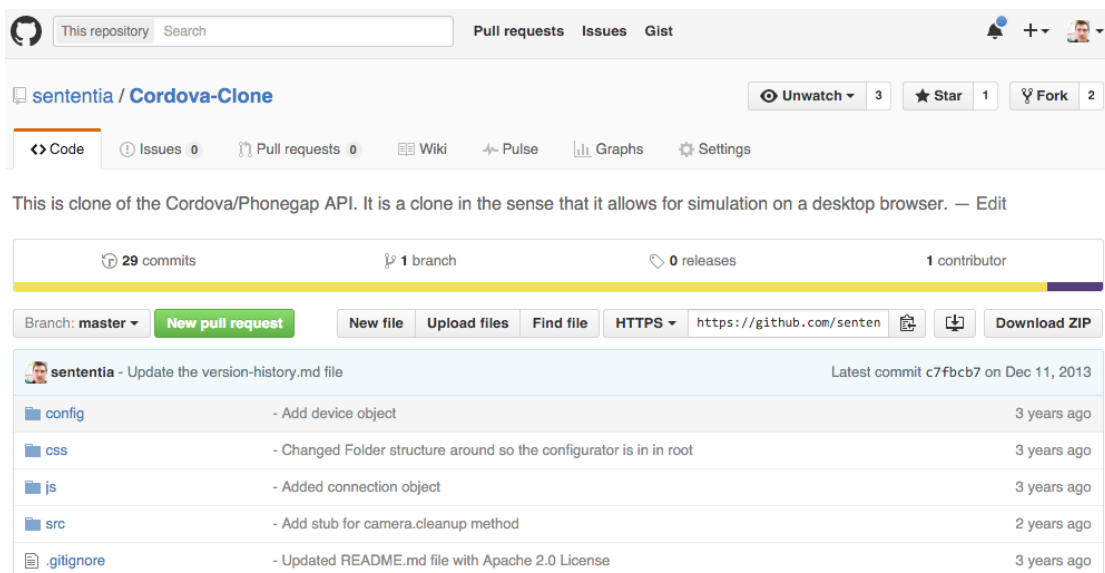 This repository Search Pull requests Issues Gist
sententia / Cordova-Clone Unwatch 3 Star 1 Fork 2
Code Issues 0 Pull requests 0 Wiki Pulse Graphs Settings
This is clone of the Cordova/Phonegap API. It is a clone in the sense that it allows for simulation on a desktop browser. — Edit
29 commits 1 branch 0 releases 1 contributor
Branch: master New pull request New file Upload files Find file HTTPS https://github.com/senten Download ZIP
sententia - Update the version-history.md file Latest commit c7fbcb7 on Dec 11, 2013
config - Add device object 3 years ago
css - Changed Folder structure around so the configurator is in in root 3 years ago
js - Added connection object 3 years ago
src - Add stub for camera.cleanup method 2 years ago
.gitignore - Updated README.md file with Apache 2.0 License 3 years ago